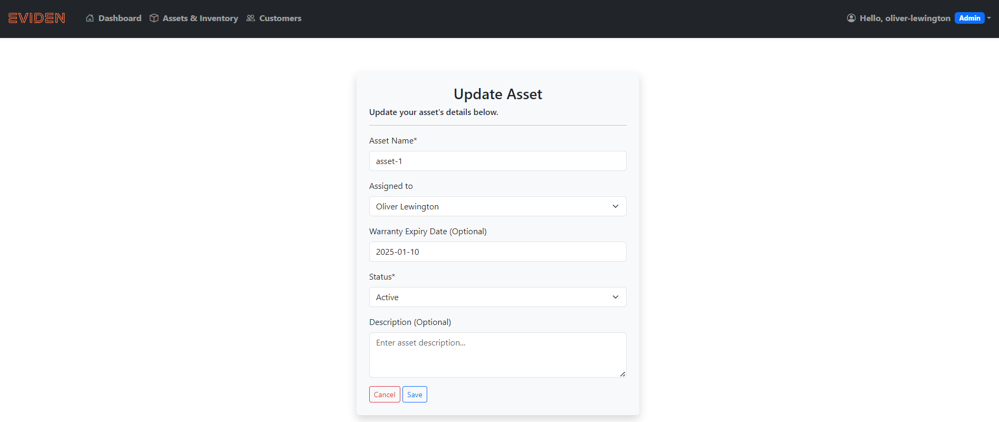 EVIDEN Dashboard Assets & Inventory Customers Hello, oliver-lewington Admin
Update Asset
Update your asset's details below.
Asset Name*
asset-1
Assigned to
Oliver Lewington
Warranty Expiry Date (Optional)
2025-01-10
Status*
Active
Description (Optional)
Enter asset description...
Cancel Save